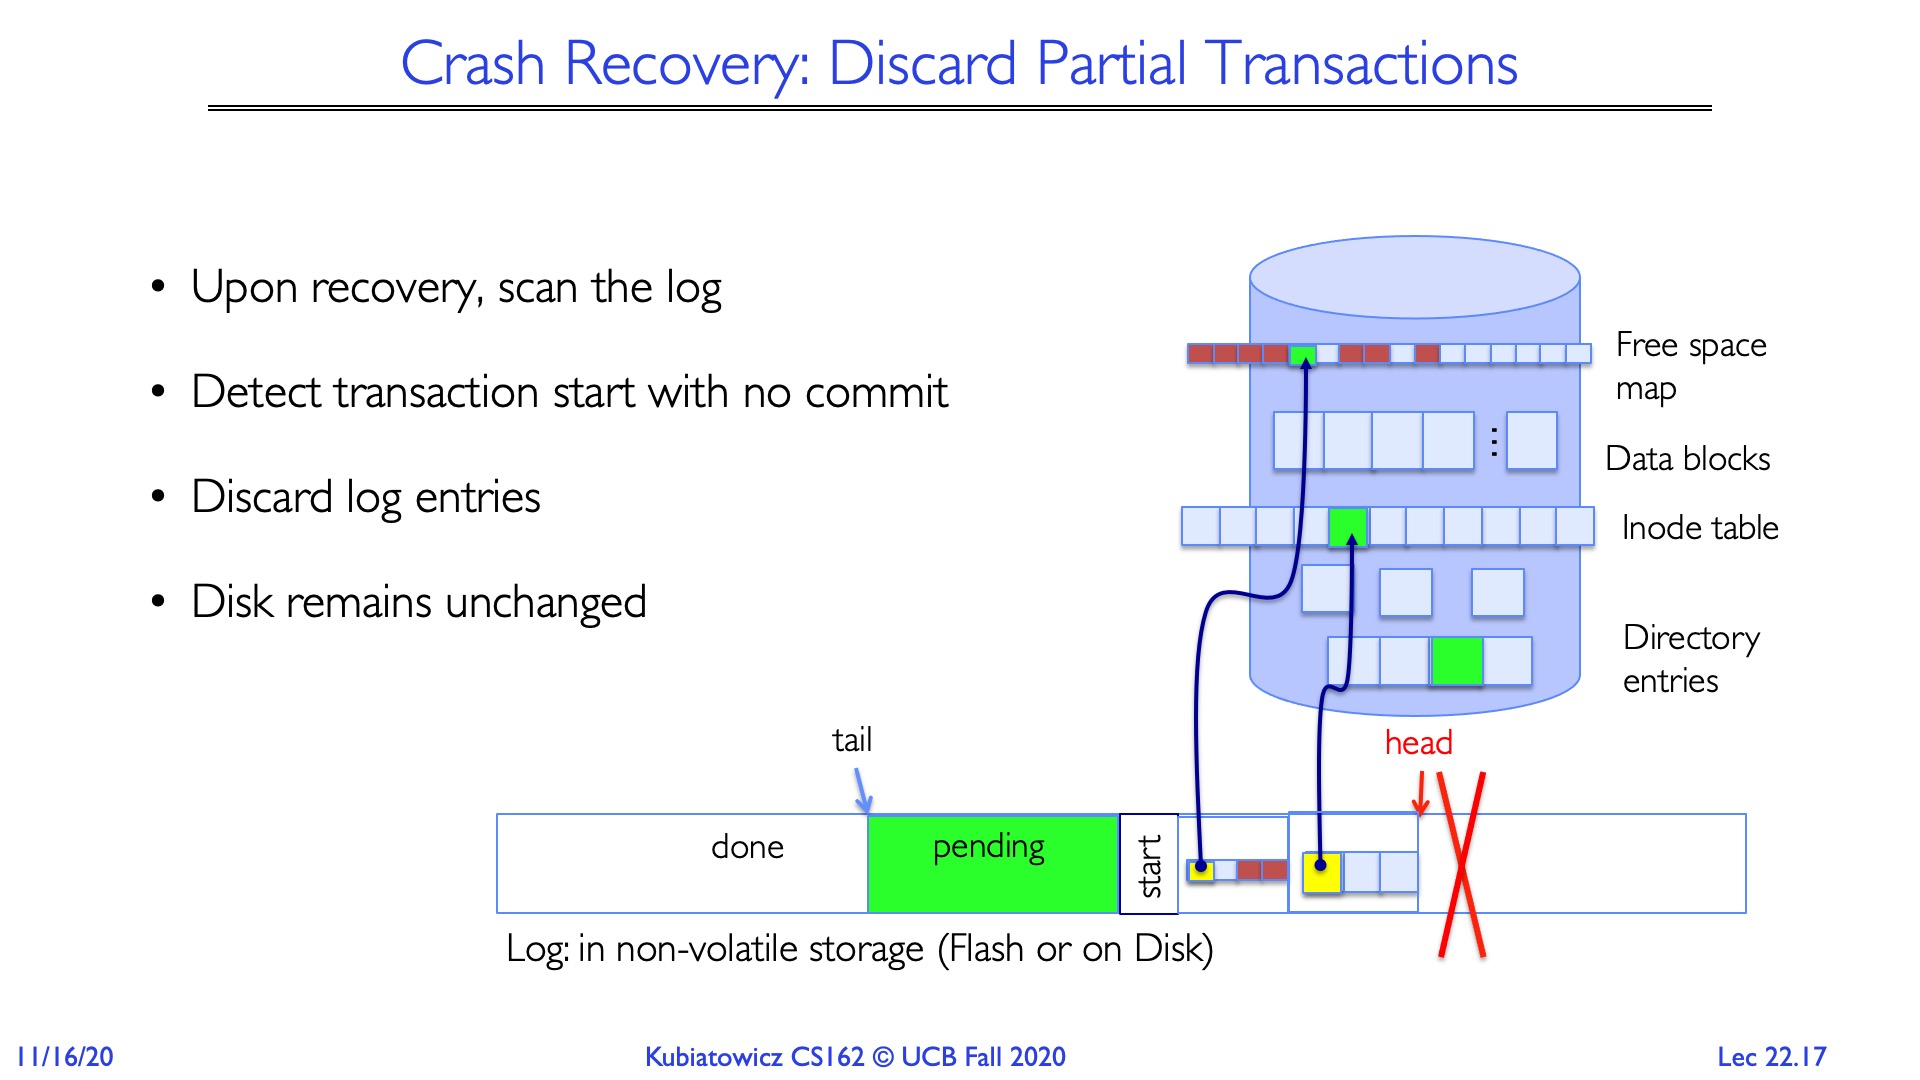 Crash Recovery: Discard Partial Transactions
• Upon recovery, scan the log
• Detect transaction start with no commit
• Discard log entries
• Disk remains unchanged
Free space
map
Data blocks
Inode table
Directory
entries
tail
head
done
pending
start
Log: in non-volatile storage (Flash or on Disk)
11/16/20
Kubiatowicz CS162 © UCB Fall 2020
Lec 22.17